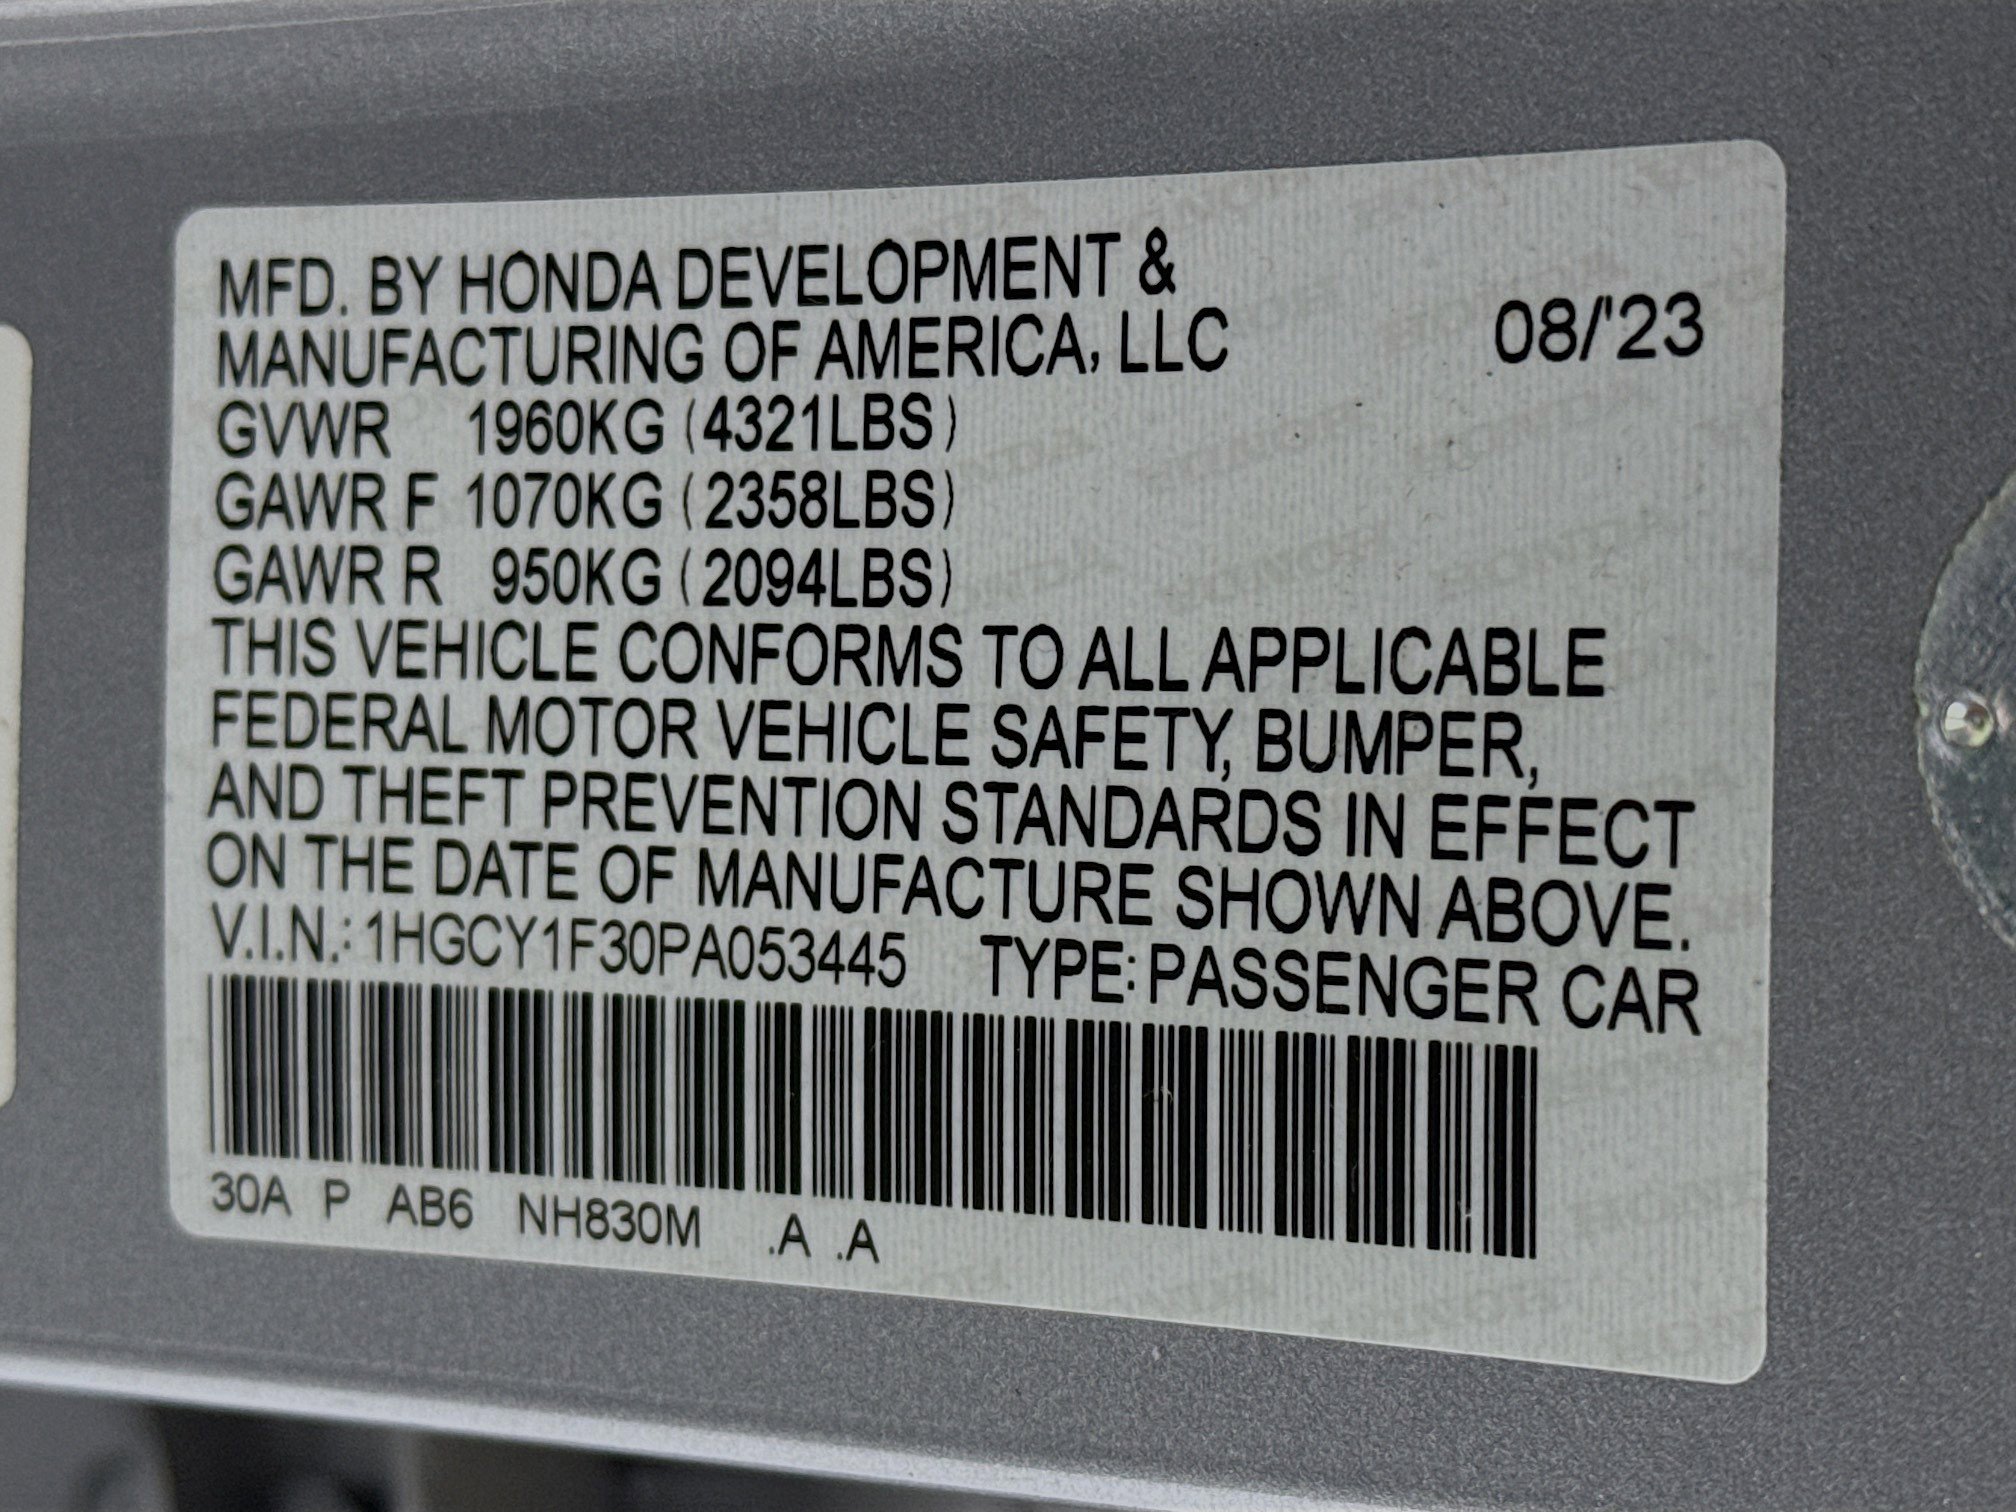 MFD. BY HONDA DEVELOPMENT &
MANUFACTURING OF AMERICA, LLC
08/'23
GVWR 1960KG (4321LBS)
GAWR F 1070KG (2358LBS)
GAWR R 950KG (2094LBS)
THIS VEHICLE CONFORMS TO ALL APPLICABLE
FEDERAL MOTOR VEHICLE SAFETY, BUMPER,
AND THEFT PREVENTION STANDARDS IN EFFECT
ON THE DATE OF MANUFACTURE SHOWN ABOVE.
V.I.N.: 1HGCY1F30PA053445 TYPE: PASSENGER CAR
30A P AB6 NH830M .A .A